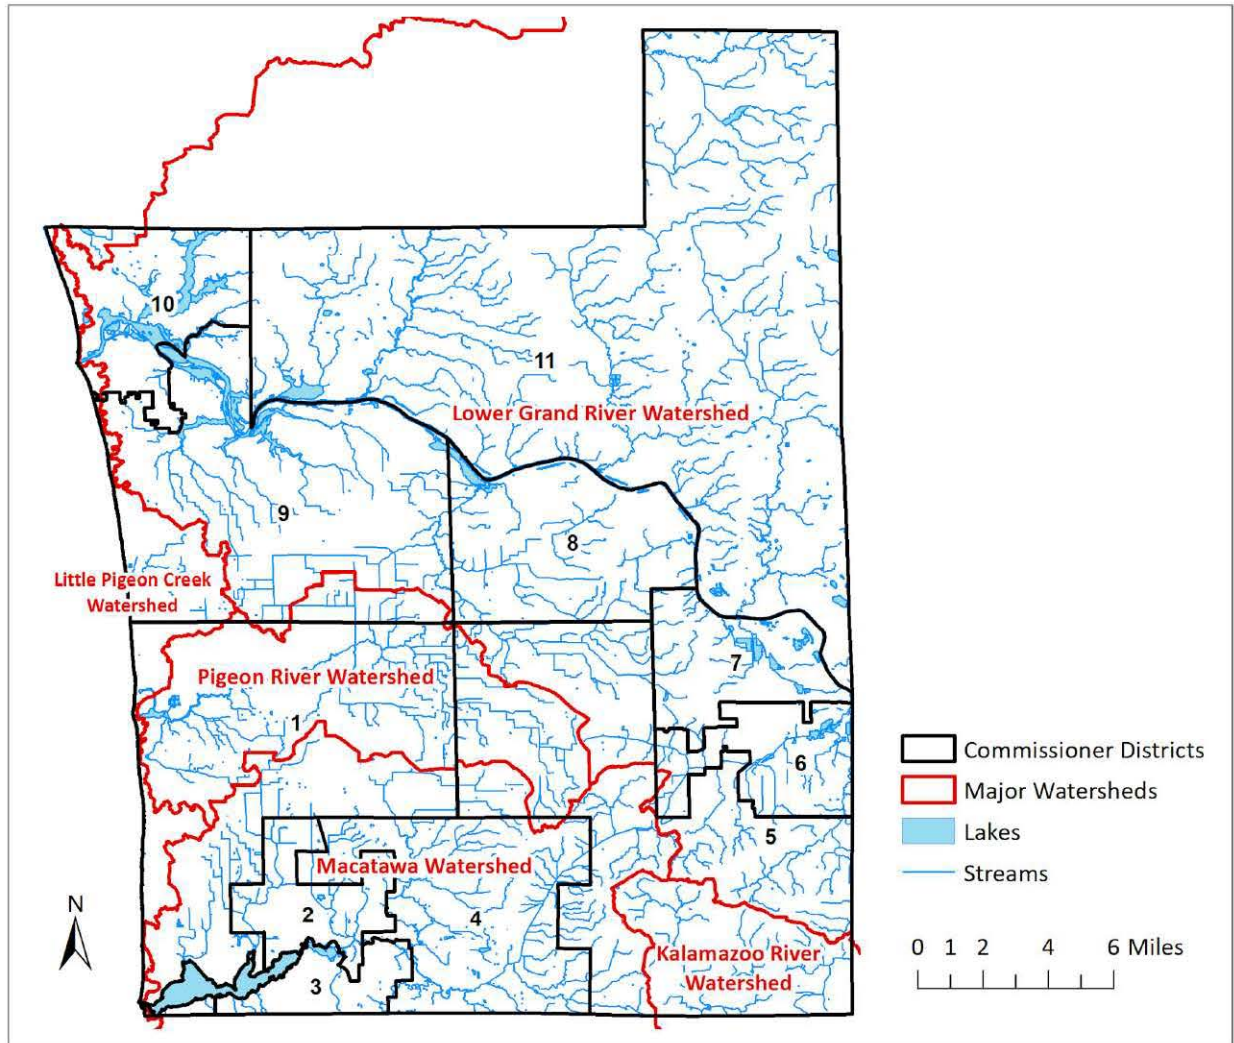 10
11
Lower Grand River Watershed
9
8
Little Pigeon Creek
Watershed
7
Pigeon River Watershed
1
6
5
Macatawa Watershed
2
4
3
Kalamazoo River
Watershed
N
Commissioner Districts
Major Watersheds
Lakes
Streams
0 1 2 4 6 Miles